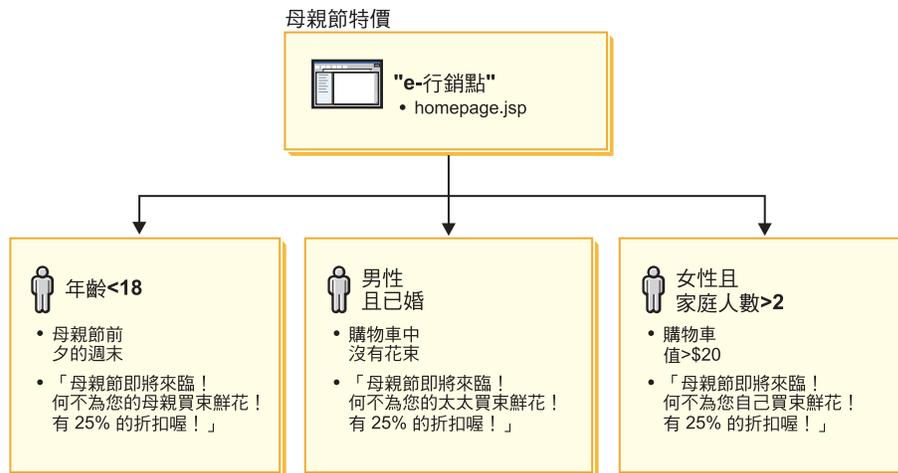 母親節特價
"e-行銷點"
• homepage.jsp
年齡<18
• 母親節前
夕的週末
• 「母親節即將來臨！
何不為您的母親買束鮮花！
有 25% 的折扣喔！」
男性
且已婚
• 購物車中
沒有花束
• 「母親節即將來臨！
何不為您的太太買束鮮花！
有 25% 的折扣喔！」
女性且
家庭人數>2
• 購物車
值>$20
• 「母親節即將來臨！
何不為您自己買束鮮花！
有 25% 的折扣喔！」